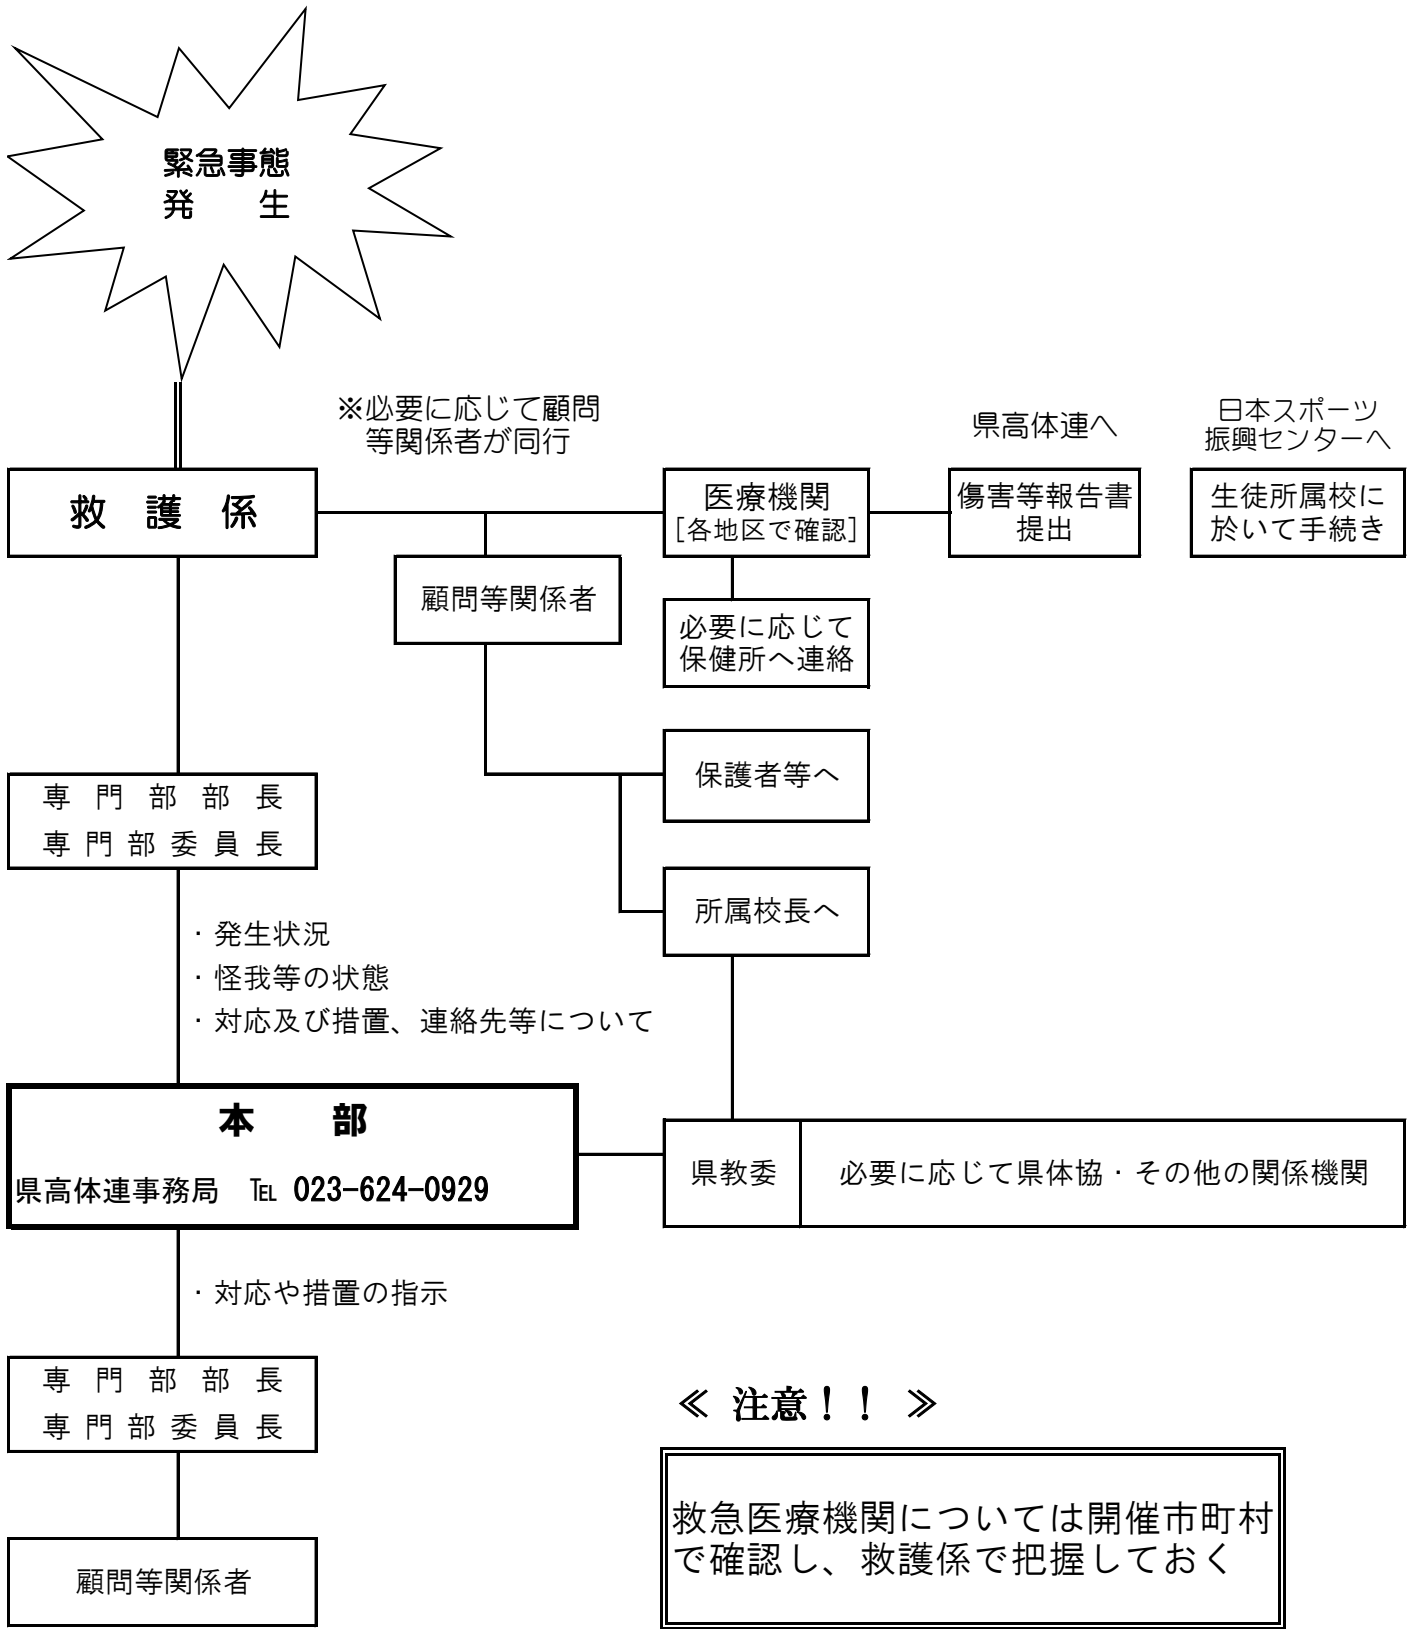 緊急事態
発　生
※必要に応じて顧問
等関係者が同行
県高体連へ
日本スポーツ
振興センターへ
救　護　係
医療機関
［各地区で確認］
傷害等報告書
提出
生徒所属校に
於いて手続き
顧問等関係者
必要に応じて
保健所へ連絡
保護者等へ
専門部部長
専門部委員長
所属校長へ
・発生状況
・怪我等の状態
・対応及び措置、連絡先等について
本　部
県高体連事務局　℡ 023-624-0929
県教委
必要に応じて県体協・その他の関係機関
・対応や措置の指示
専門部部長
専門部委員長
≪ 注意！！ ≫
救急医療機関については開催市町村
で確認し、救護係で把握しておく
顧問等関係者